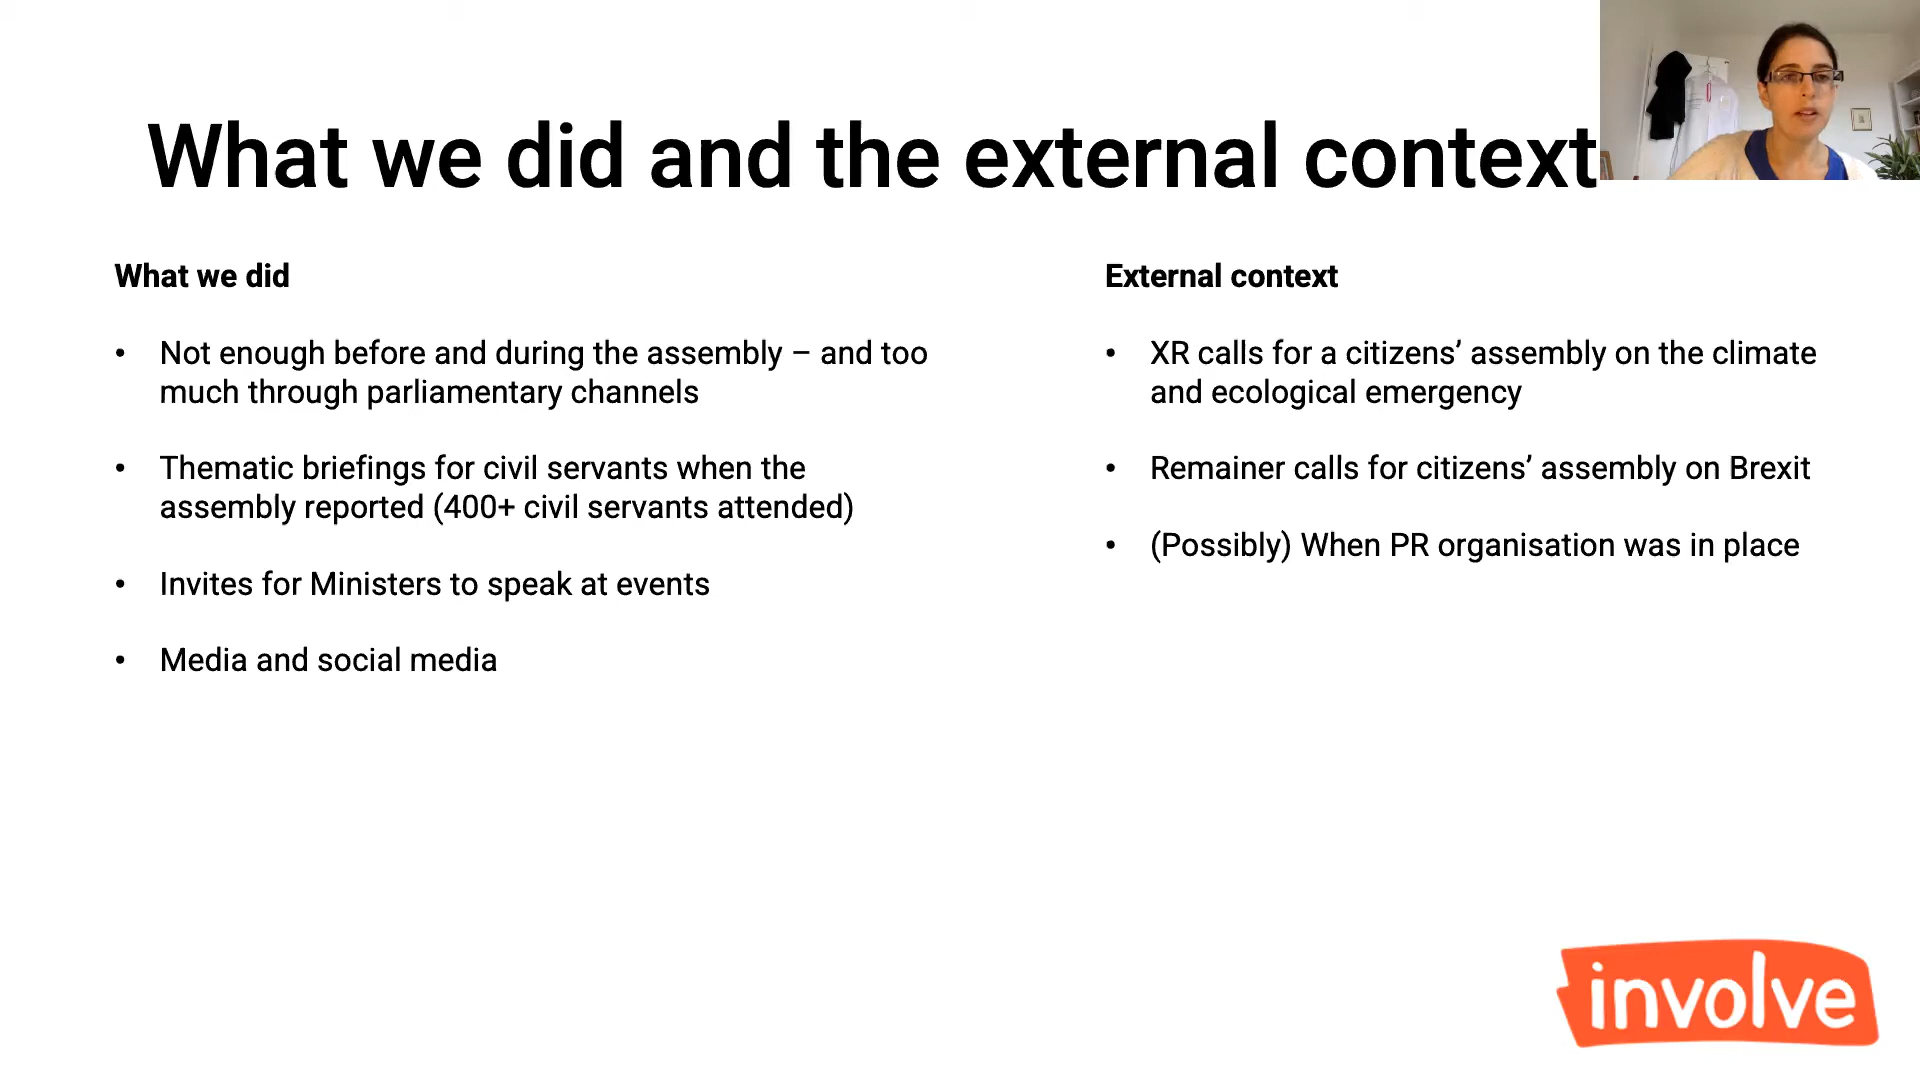 What we did and the external context
What we did
• Not enough before and during the assembly – and too
much through parliamentary channels
• Thematic briefings for civil servants when the
assembly reported (400+ civil servants attended)
• Invites for Ministers to speak at events
• Media and social media
External context
• XR calls for a citizens’ assembly on the climate
and ecological emergency
• Remainer calls for citizens’ assembly on Brexit
• (Possibly) When PR organisation was in place
involve